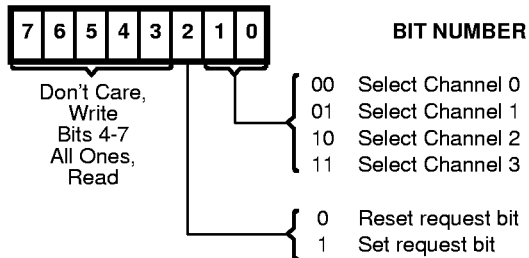 7 6 5 4 3 2 1 0 BIT NUMBER
Don't Care,
Write
Bits 4-7
All Ones,
Read
00 Select Channel 0
01 Select Channel 1
10 Select Channel 2
11 Select Channel 3
0 Reset request bit
1 Set request bit